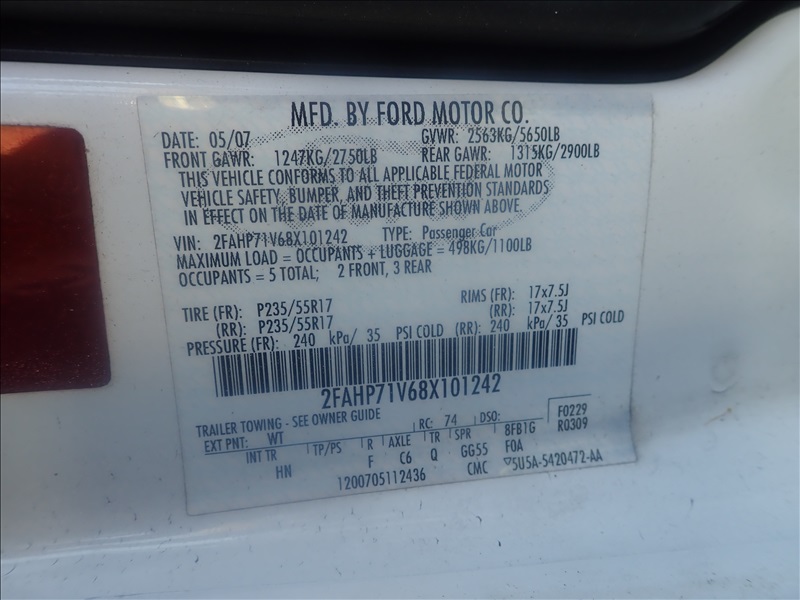 MFD. BY FORD MOTOR CO.
DATE: 05/07 GVWR: 2563KG/5650LB
FRONT GAWR: 1247KG/2750LB REAR GAWR: 1315KG/2900LB
THIS VEHICLE CONFORMS TO ALL APPLICABLE FEDERAL MOTOR
VEHICLE SAFETY, BUMPER, AND THEFT PREVENTION STANDARDS
IN EFFECT ON THE DATE OF MANUFACTURE SHOWN ABOVE.
VIN: 2FAHP71V68X101242 TYPE: Passenger Car
MAXIMUM LOAD = OCCUPANTS + LUGGAGE = 498KG/1100LB
OCCUPANTS = 5 TOTAL; 2 FRONT, 3 REAR
TIRE (FR): P235/55R17 RIMS (FR): 17x7.5J
(RR): P235/55R17 (RR): 17x7.5J
PRESSURE (FR): 240 kPa/ 35 PSI COLD (RR): 240 kPa/ 35 PSI COLD
2FAHP71V68X101242
TRAILER TOWING - SEE OWNER GUIDE RC: 74 DSO: F0229
EXT PNT: WT 8FB1G R0309
INT TR TP/PS R AXLE TR SPR F0A
HN F C6 Q GG55 CMC 5U5A-5420472-AA
1200705112436